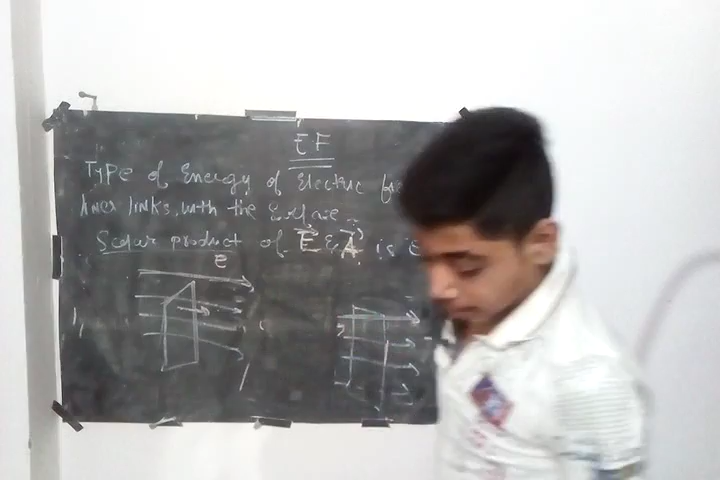 EF
Type of Energy of Electric
lines links with the Surface
Scalar product of E & A is
e